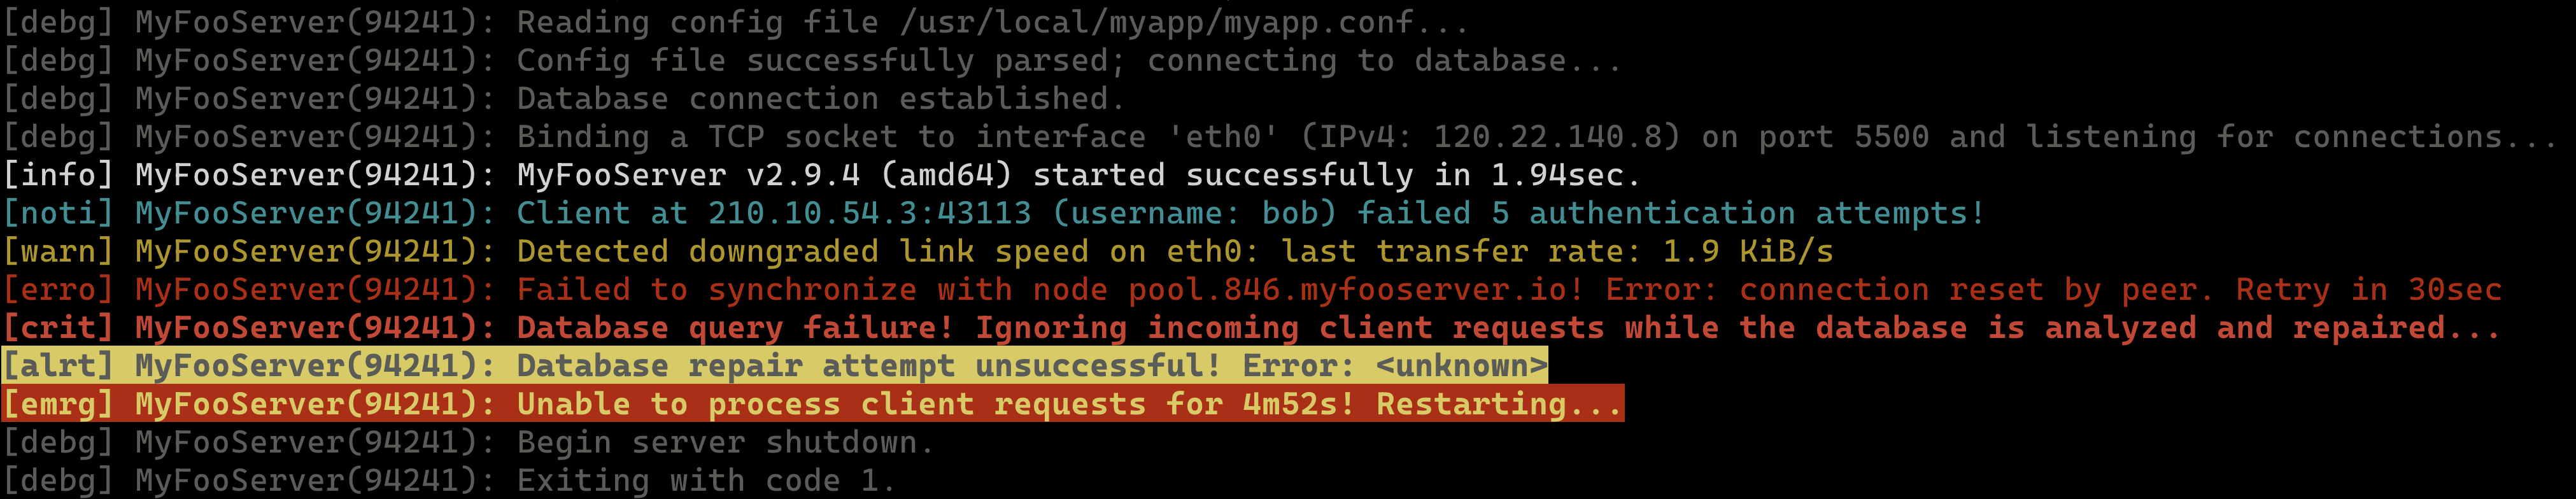 [debg] MyFooServer(94241): Reading config file /usr/local/myapp/myapp.conf...
[debg] MyFooServer(94241): Config file successfully parsed; connecting to database...
[debg] MyFooServer(94241): Database connection established.
[debg] MyFooServer(94241): Binding a TCP socket to interface 'eth0' (IPv4: 120.22.140.8) on port 5500 and listening for connections...
[info] MyFooServer(94241): MyFooServer v2.9.4 (amd64) started successfully in 1.94sec.
[noti] MyFooServer(94241): Client at 210.10.54.3:43113 (username: bob) failed 5 authentication attempts!
[warn] MyFooServer(94241): Detected downgraded link speed on eth0: last transfer rate: 1.9 KiB/s
[erro] MyFooServer(94241): Failed to synchronize with node pool.846.myfooserver.io! Error: connection reset by peer. Retry in 30sec
[crit] MyFooServer(94241): Database query failure! Ignoring incoming client requests while the database is analyzed and repaired...
[alrt] MyFooServer(94241): Database repair attempt unsuccessful! Error: <unknown>
[emrg] MyFooServer(94241): Unable to process client requests for 4m52s! Restarting...
[debg] MyFooServer(94241): Begin server shutdown.
[debg] MyFooServer(94241): Exiting with code 1.